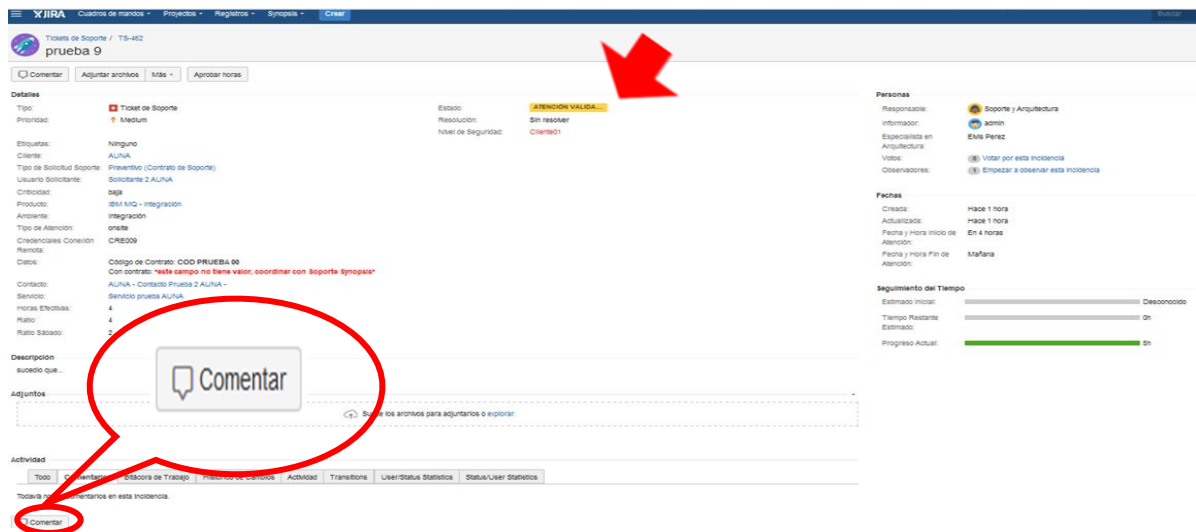 JIRA Cuadros de mandos Proyectos Registros Synopsis Crear Buscar
Tickets de Soporte / TS-462
prueba 9
Comentar Adjuntar archivos Más Aprobar horas
Detalles
Tipo: Ticket de Soporte
Prioridad: Medium
Etiquetas: Ninguno
Cliente: AUNA
Tipo de Solicitud Soporte: Preventivo (Contrato de Soporte)
Usuario Solicitante: Solicitante 2 AUNA
Criticidad: baja
Producto: IBM MQ - Integración
Ambiente: Integración
Tipo de Atención: onsite
Credenciales Conexión Remota: CRE009
Datos: Código de Contrato: COD PRUEBA 00
Con contrato: *este campo no tiene valor, coordinar con Soporte Synopsis*
Contacto: AUNA - Contacto Prueba 2 AUNA -
Servicio: Servicio prueba AUNA
Horas Efectivas: 4
Ratio: 4
Ratio Sábado: 2
Estado: ATENCIÓN VALIDA...
Resolución: Sin resolver
Nivel de Seguridad: Cliente01
Descripción
sucedio que...
Comentar
Adjuntos
los archivos para adjuntarlos o explorar.
Actividad
Todo Bitácora de Trabajo Histórico de Cambios Actividad Transitions User/Status Statistics Status/User Statistics
Todavía comentarios en esta incidencia.
Comentar
Personas
Responsable: Soporte y Arquitectura
Informador: admin
Especialista en Arquitectura: Elvis Perez
Votos: 0 Votar por esta incidencia
Observadores: 1 Empezar a observar esta incidencia
Fechas
Creada: Hace 1 hora
Actualizada: Hace 1 hora
Fecha y Hora Inicio de Atención: En 4 horas
Fecha y Hora Fin de Atención: Mañana
Seguimiento del Tiempo
Estimado Inicial: Desconocido
Tiempo Restante Estimado: 0h
Progreso Actual: 5h